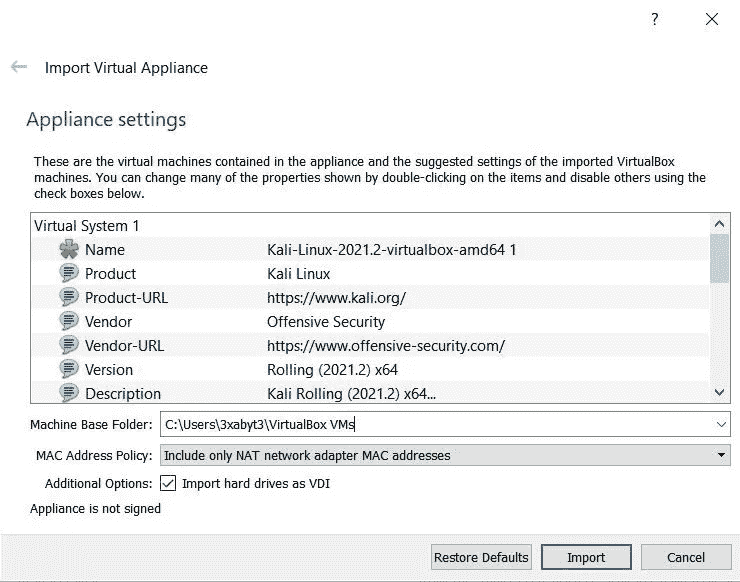 ?
Import Virtual Appliance
Appliance settings
These are the virtual machines contained in the appliance and the suggested settings of the imported VirtualBox
machines. You can change many of the properties shown by double-clicking on the items and disable others using the
check boxes below.
Virtual System 1
Name Kali-Linux-2021.2-virtualbox-amd64 1
Product Kali Linux
Product-URL https://www.kali.org/
Vendor Offensive Security
Vendor-URL https://www.offensive-security.com/
Version Rolling (2021.2) x64
Description Kali Rolling (2021.2) x64...
Machine Base Folder: C:\Users\3xabyt3\VirtualBox VMs
MAC Address Policy: Include only NAT network adapter MAC addresses
Additional Options: Import hard drives as VDI
Appliance is not signed
Restore Defaults Import Cancel